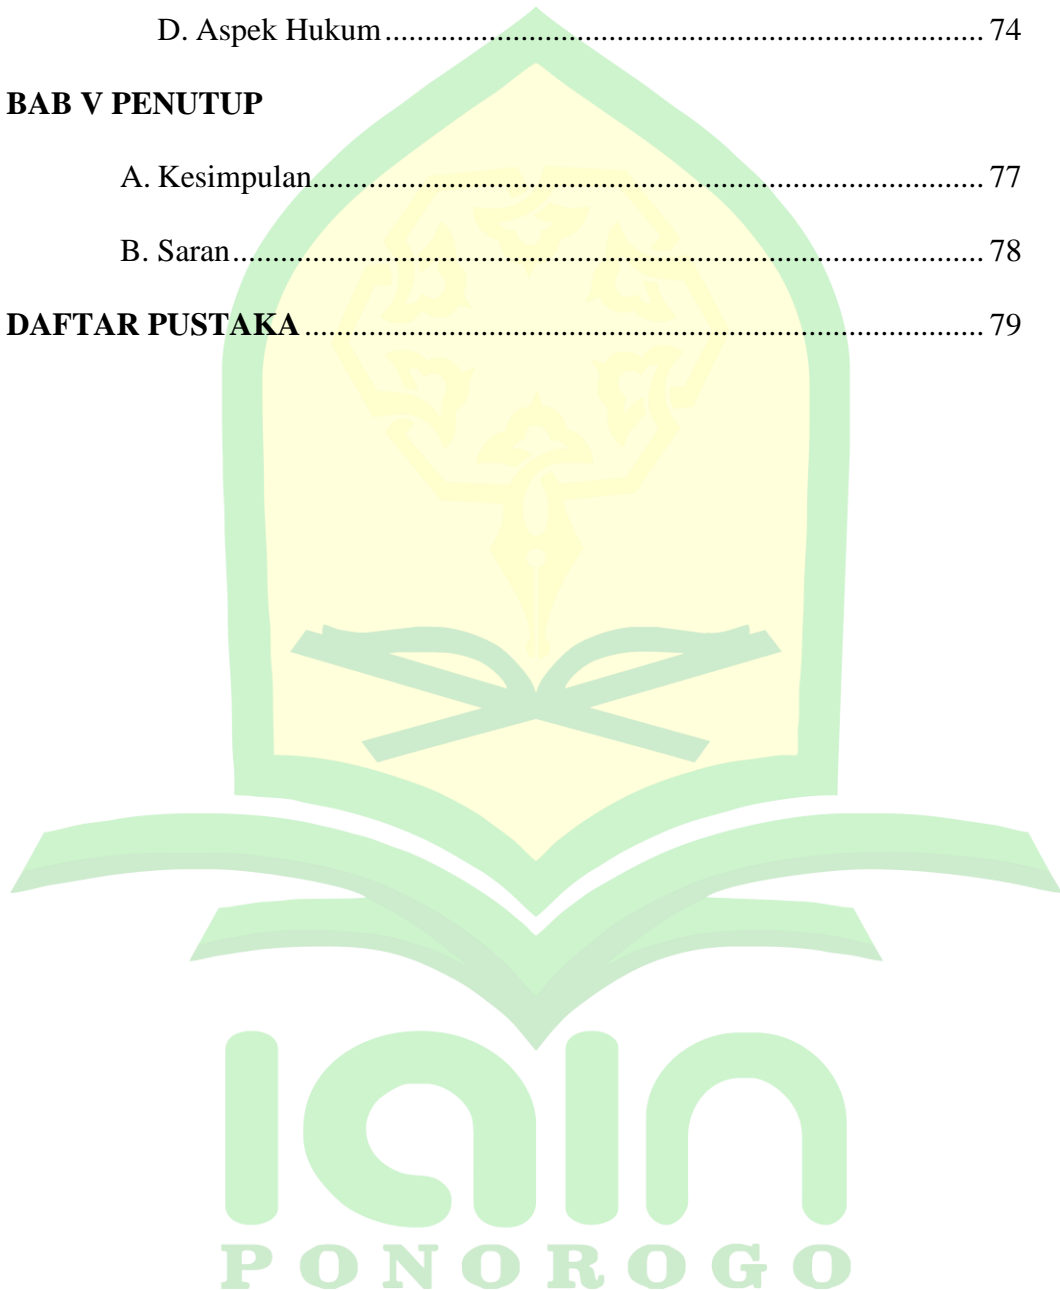 D. Aspek Hukum ........................................................................... 74
BAB V PENUTUP
A. Kesimpulan.................................................................................... 77
B. Saran.............................................................................................. 78
DAFTAR PUSTAKA ..................................................................................... 79
iain
PONOROGO